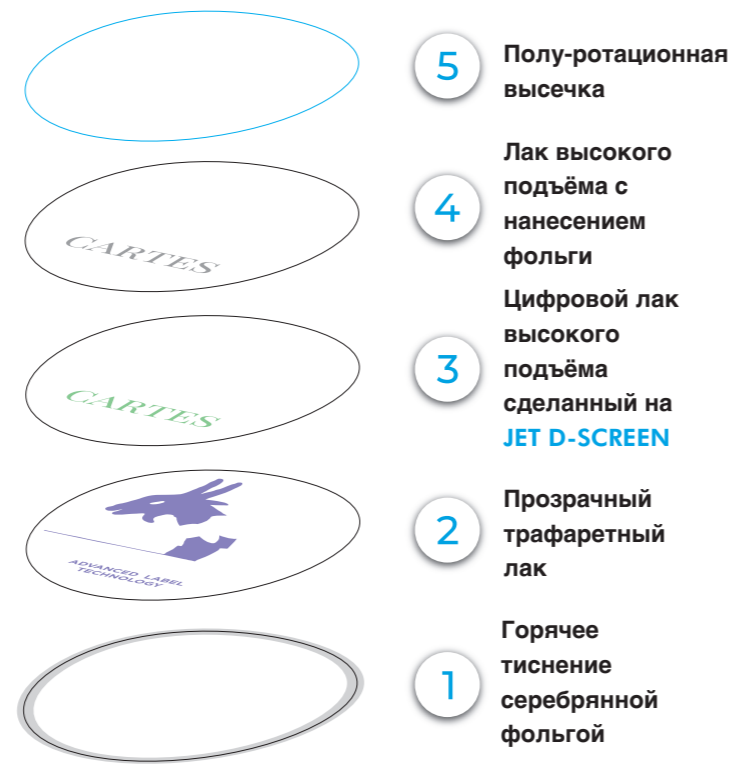 5
Полу-ротационная
высечка
CARTES
4
Лак высокого
подъёма с
нанесением
фольги
CARTES
3
Цифровой лак
высокого
подъёма
сделанный на
JET D-SCREEN
ADVANCED LABEL
TECHNOLOGY
2
Прозрачный
трафаретный
лак
1
Горячее
тиснение
серебрянной
фольгой